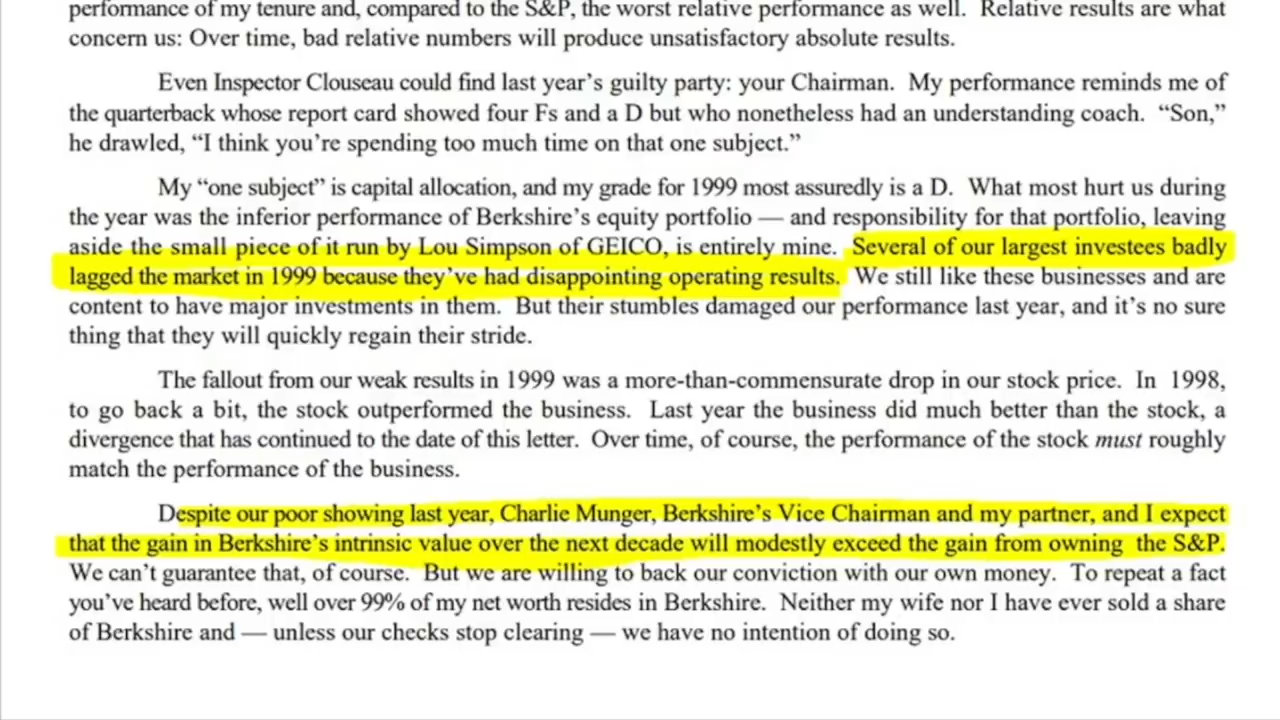 performance of my tenure and, compared to the S&P, the worst relative performance as well. Relative results are what
concern us: Over time, bad relative numbers will produce unsatisfactory absolute results.
Even Inspector Clouseau could find last year’s guilty party: your Chairman. My performance reminds me of
the quarterback whose report card showed four Fs and a D but who nonetheless had an understanding coach. “Son,”
he drawled, “I think you’re spending too much time on that one subject.”
My “one subject” is capital allocation, and my grade for 1999 most assuredly is a D. What most hurt us during
the year was the inferior performance of Berkshire’s equity portfolio — and responsibility for that portfolio, leaving
aside the small piece of it run by Lou Simpson of GEICO, is entirely mine. Several of our largest investees badly
lagged the market in 1999 because they’ve had disappointing operating results. We still like these businesses and are
content to have major investments in them. But their stumbles damaged our performance last year, and it’s no sure
thing that they will quickly regain their stride.
The fallout from our weak results in 1999 was a more-than-commensurate drop in our stock price. In 1998,
to go back a bit, the stock outperformed the business. Last year the business did much better than the stock, a
divergence that has continued to the date of this letter. Over time, of course, the performance of the stock must roughly
match the performance of the business.
Despite our poor showing last year, Charlie Munger, Berkshire’s Vice Chairman and my partner, and I expect
that the gain in Berkshire’s intrinsic value over the next decade will modestly exceed the gain from owning the S&P.
We can’t guarantee that, of course. But we are willing to back our conviction with our own money. To repeat a fact
you’ve heard before, well over 99% of my net worth resides in Berkshire. Neither my wife nor I have ever sold a share
of Berkshire and — unless our checks stop clearing — we have no intention of doing so.